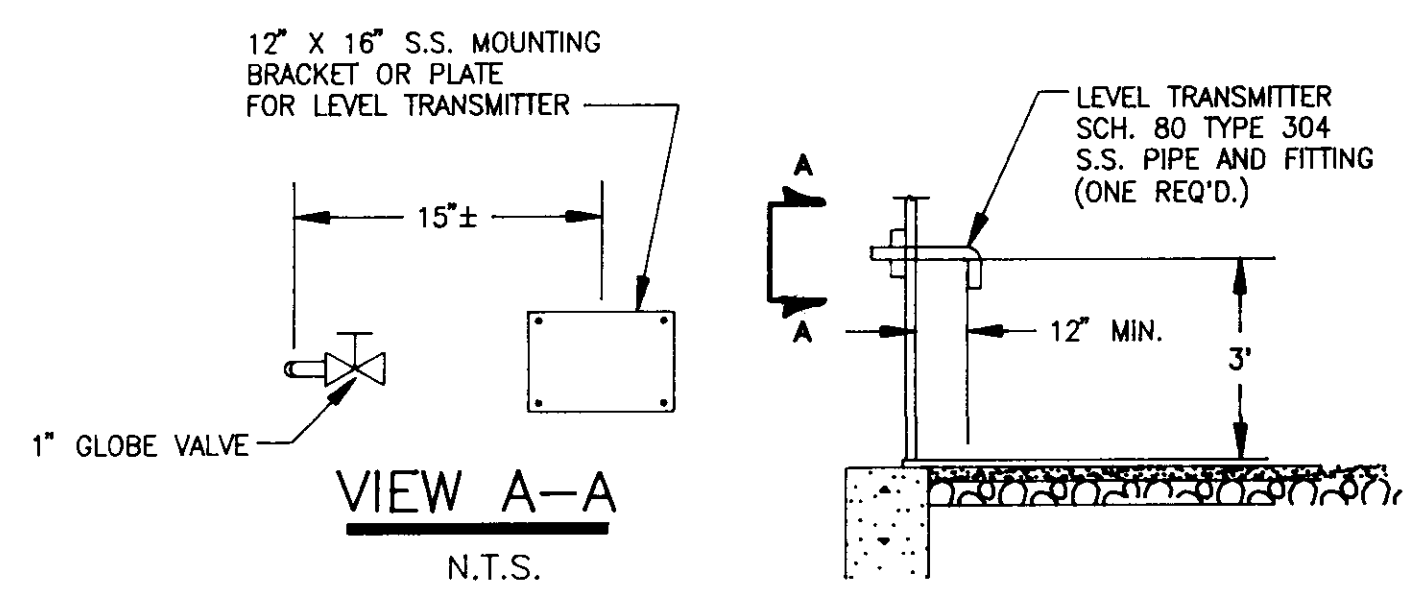 12" X 16" S.S. MOUNTING
BRACKET OR PLATE
FOR LEVEL TRANSMITTER
15"±
1" GLOBE VALVE
VIEW A-A
N.T.S.
LEVEL TRANSMITTER
SCH. 80 TYPE 304
S.S. PIPE AND FITTING
(ONE REQ'D.)
A
A
12" MIN.
3'